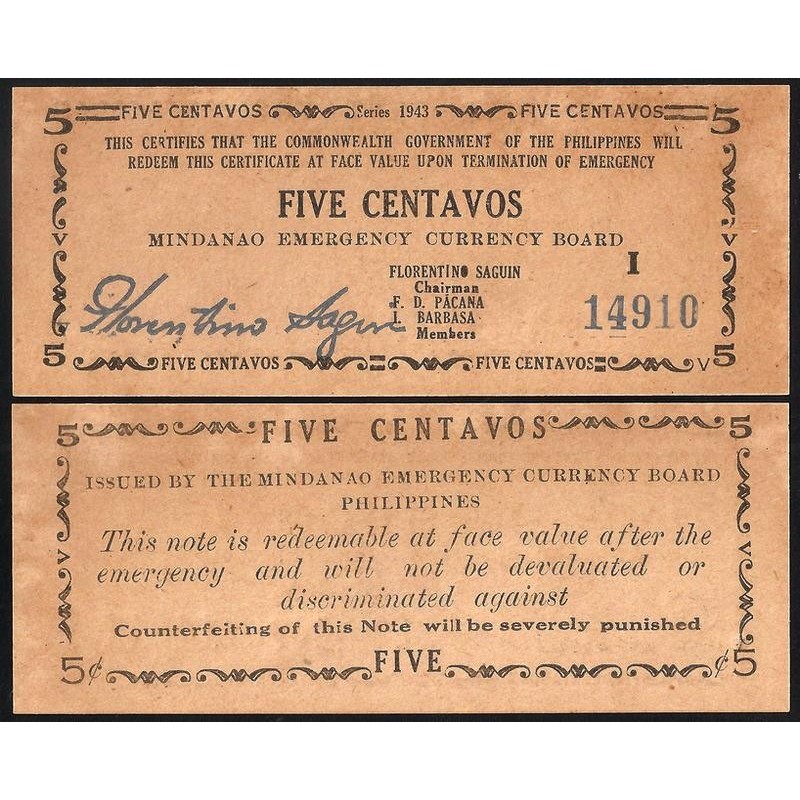 5 FIVE CENTAVOS Series 1943 FIVE CENTAVOS 5
THIS CERTIFIES THAT THE COMMONWEALTH GOVERNMENT OF THE PHILIPPINES WILL
REDEEM THIS CERTIFICATE AT FACE VALUE UPON TERMINATION OF EMERGENCY
FIVE CENTAVOS
V MINDANAO EMERGENCY CURRENCY BOARD V
FLORENTINO SAGUIN I
Chairman
Florentino Saguin F. D. PACANA 14910
I. BARBASA
Members
5 FIVE CENTAVOS FIVE CENTAVOS V 5
5 FIVE CENTAVOS 5
ISSUED BY THE MINDANAO EMERGENCY CURRENCY BOARD
PHILIPPINES
This note is redeemable at face value after the
V V
emergency and will not be devaluated or
discriminated against
Counterfeiting of this Note will be severely punished
5¢ FIVE ¢5